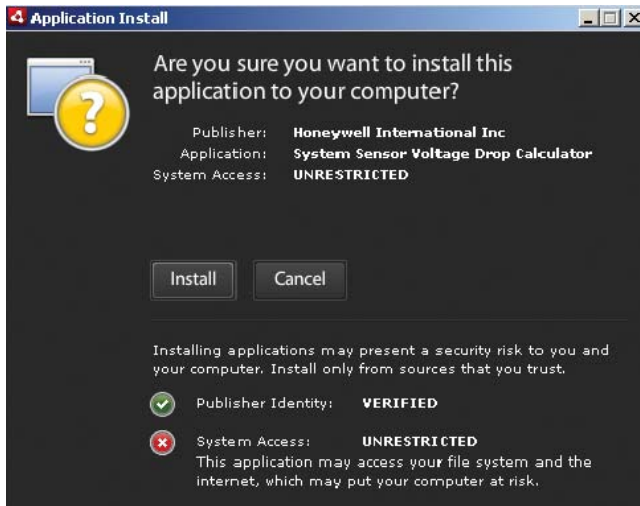 Application Install
Are you sure you want to install this
application to your computer?
Publisher: Honeywell International Inc
Application: System Sensor Voltage Drop Calculator
System Access: UNRESTRICTED
Install Cancel
Installing applications may present a security risk to you and
your computer. Install only from sources that you trust.
Publisher Identity: VERIFIED
System Access: UNRESTRICTED
This application may access your file system and the
internet, which may put your computer at risk.